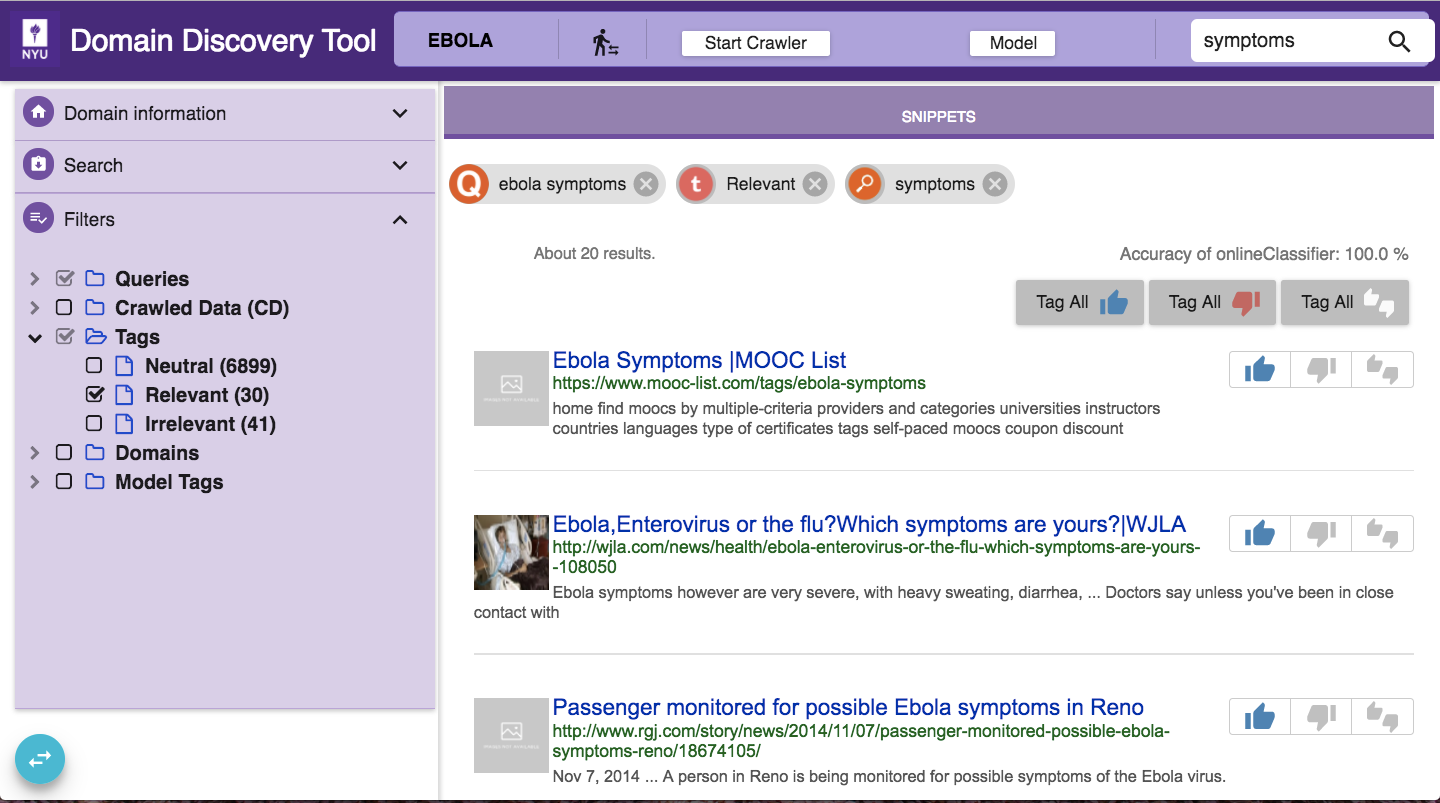 NYU
Domain Discovery Tool
EBOLA
Start Crawler
Model
symptoms
Domain information
Search
Filters
Queries
Crawled Data (CD)
Tags
Neutral (6899)
Relevant (30)
Irrelevant (41)
Domains
Model Tags
SNIPPETS
Q ebola symptoms
t Relevant
symptoms
About 20 results.
Accuracy of onlineClassifier: 100.0 %
Tag All
Tag All
Tag All
Ebola Symptoms |MOOC List
https://www.mooc-list.com/tags/ebola-symptoms
home find moocs by multiple-criteria providers and categories universities instructors
countries languages type of certificates tags self-paced moocs coupon discount
Ebola,Enterovirus or the flu?Which symptoms are yours?|WJLA
http://wjla.com/news/health/ebola-enterovirus-or-the-flu-which-symptoms-are-yours-
-108050
Ebola symptoms however are very severe, with heavy sweating, diarrhea, ... Doctors say unless you've been in close
contact with
Passenger monitored for possible Ebola symptoms in Reno
http://www.rgj.com/story/news/2014/11/07/passenger-monitored-possible-ebola-
symptoms-reno/18674105/
Nov 7, 2014 ... A person in Reno is being monitored for possible symptoms of the Ebola virus.